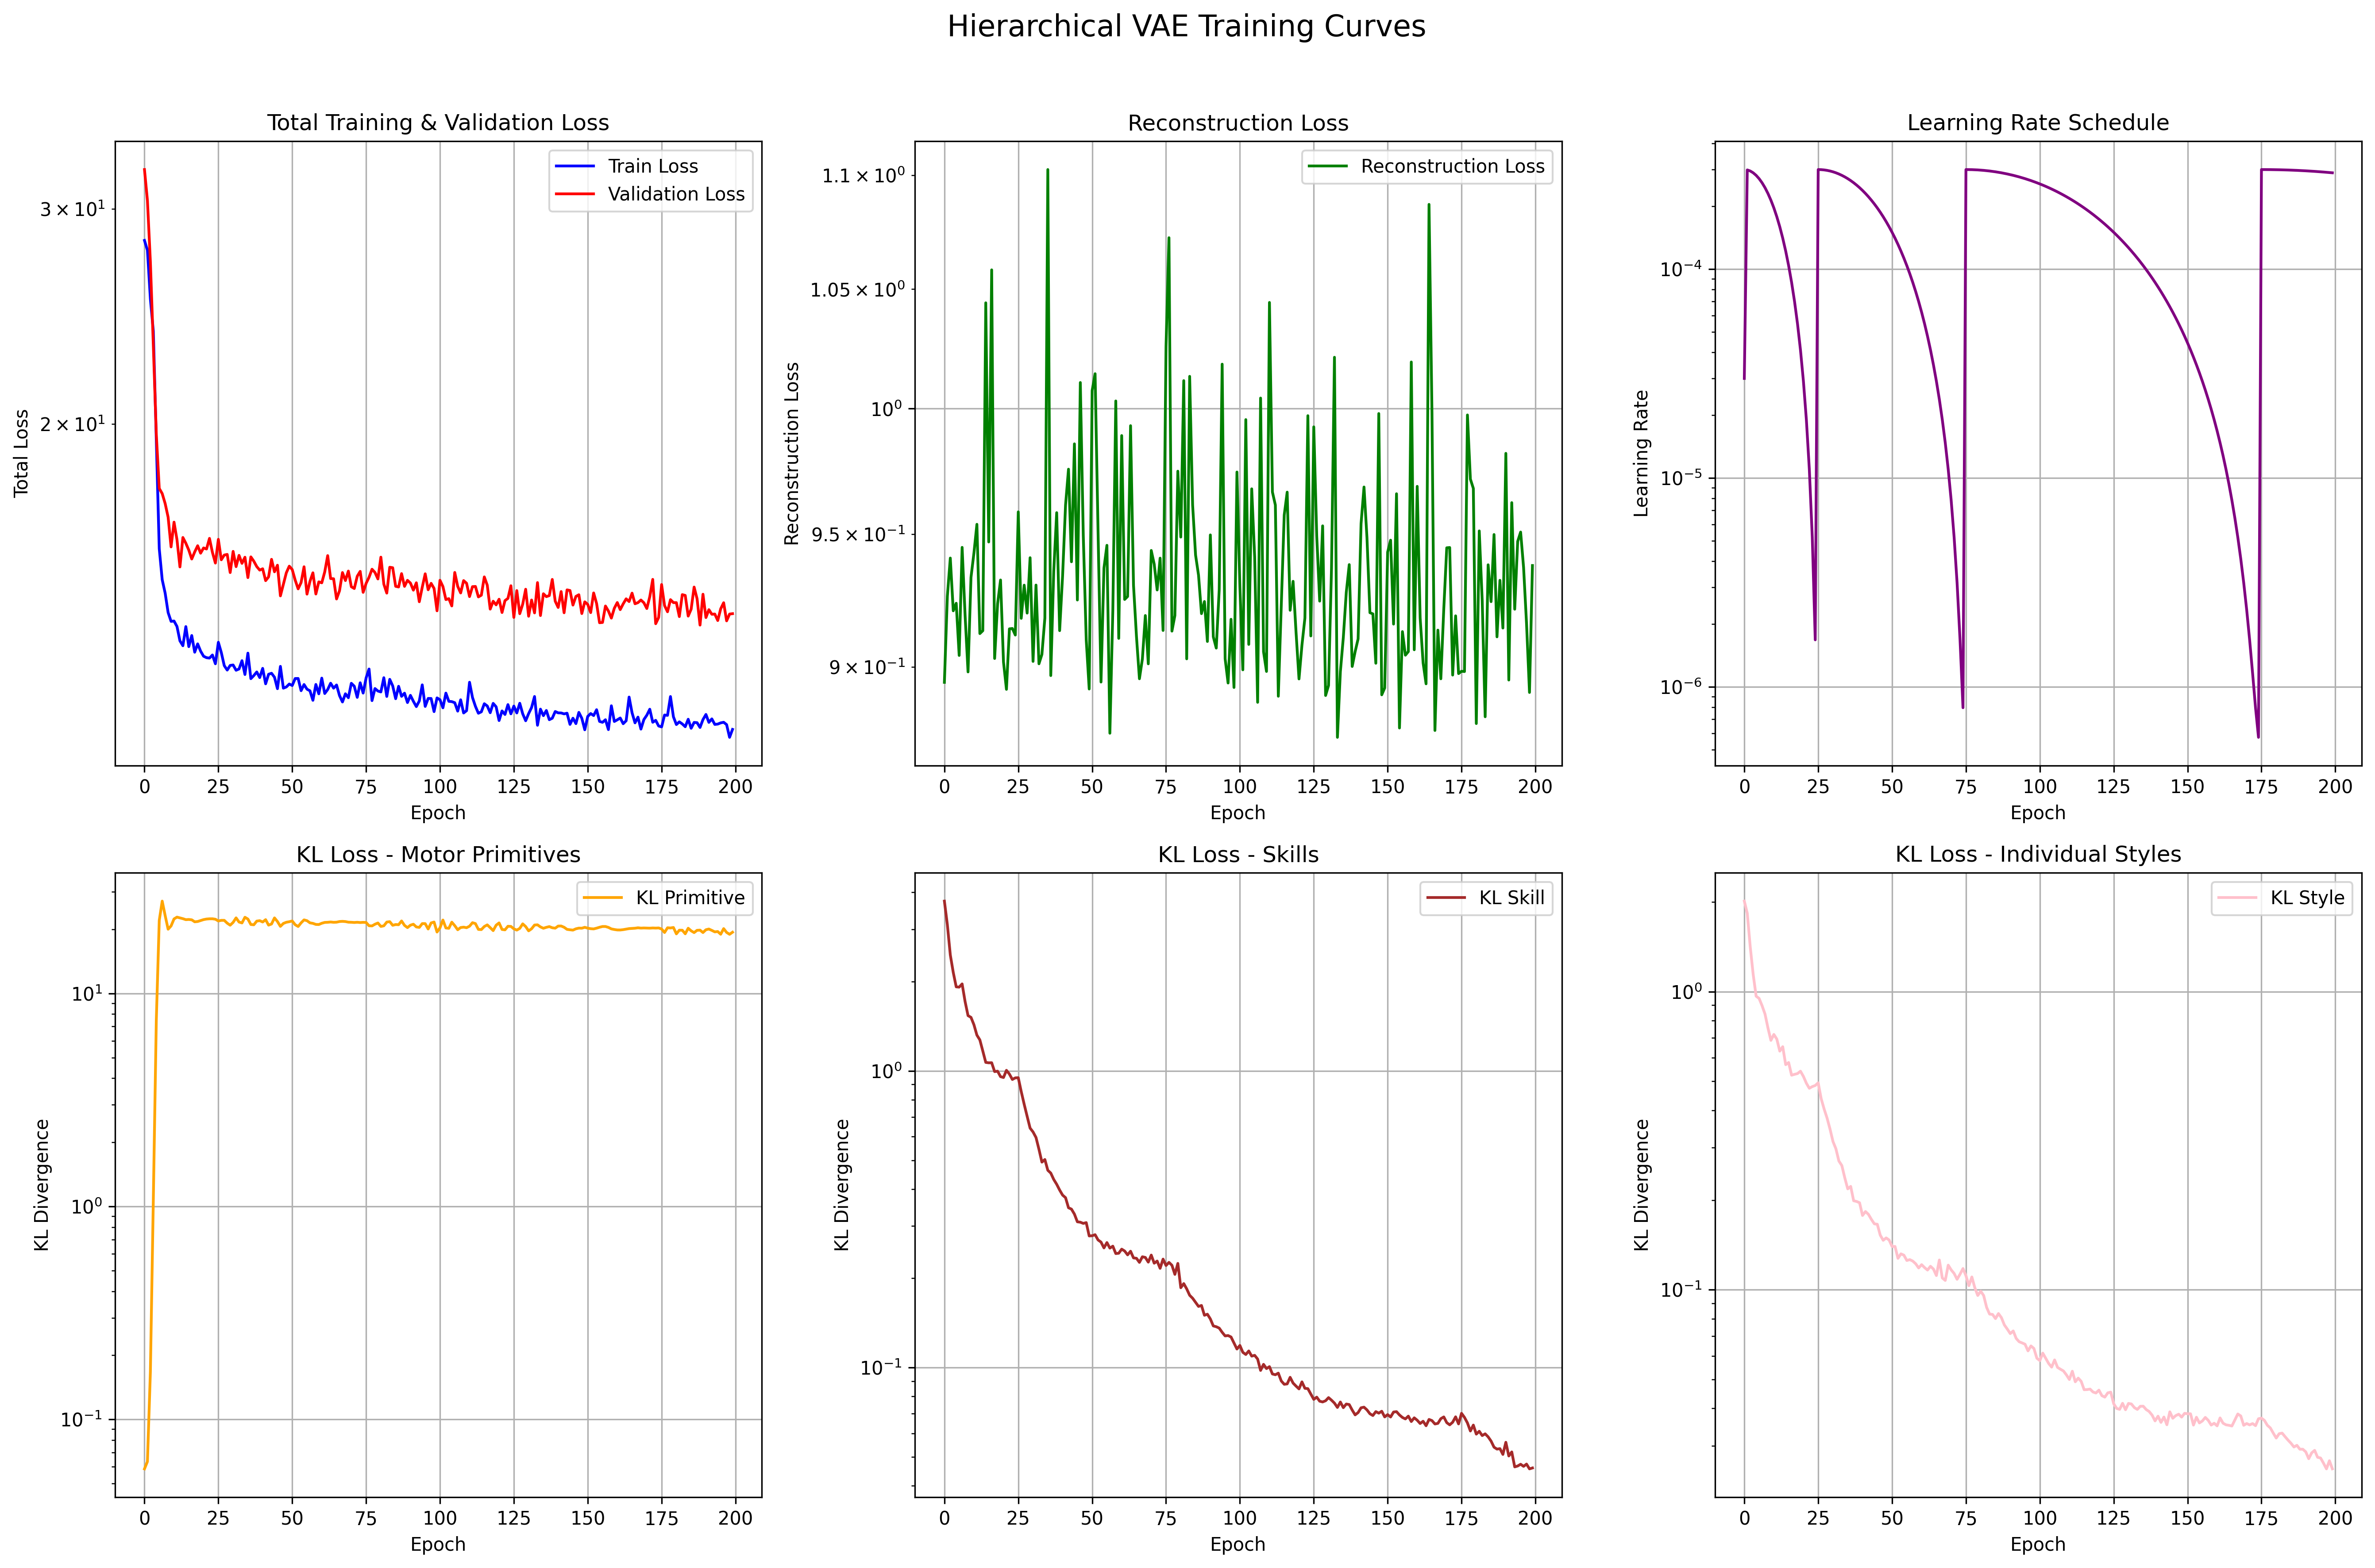 Hierarchical VAE Training Curves
Total Training & Validation Loss
Train Loss
Validation Loss
3 × 10¹
2 × 10¹
Total Loss
0 25 50 75 100 125 150 175 200
Epoch
Reconstruction Loss
Reconstruction Loss
1.1 × 10⁰
1.05 × 10⁰
10⁰
9.5 × 10⁻¹
9 × 10⁻¹
Reconstruction Loss
0 25 50 75 100 125 150 175 200
Epoch
Learning Rate Schedule
10⁻⁴
10⁻⁵
10⁻⁶
Learning Rate
0 25 50 75 100 125 150 175 200
Epoch
KL Loss - Motor Primitives
KL Primitive
10¹
10⁰
10⁻¹
KL Divergence
0 25 50 75 100 125 150 175 200
Epoch
KL Loss - Skills
KL Skill
10⁰
10⁻¹
KL Divergence
0 25 50 75 100 125 150 175 200
Epoch
KL Loss - Individual Styles
KL Style
10⁰
10⁻¹
KL Divergence
0 25 50 75 100 125 150 175 200
Epoch